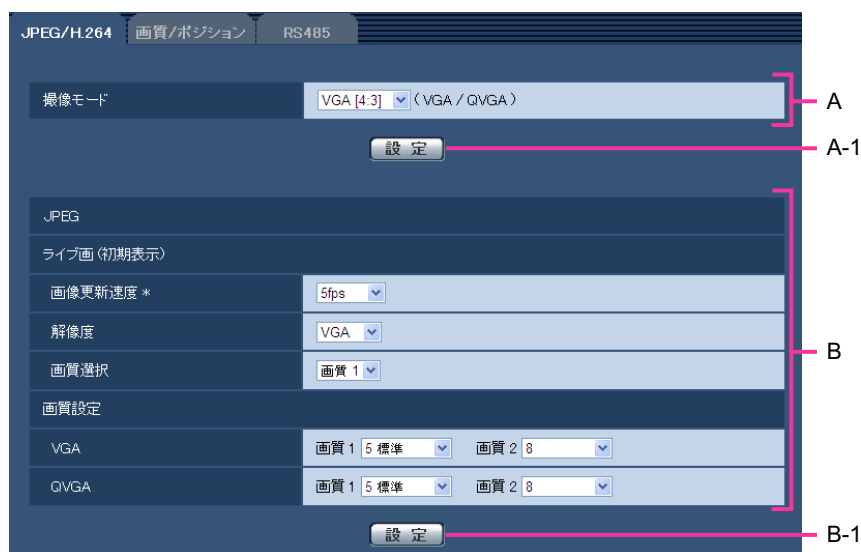 JPEG/H.264 画質/ポジション RS485
撮像モード VGA [4:3] (VGA / QVGA) A
設 定 A-1
JPEG
ライブ画(初期表示)
画像更新速度 * 5fps
解像度 VGA
B
画質選択 画質 1
画質設定
VGA 画質 1 5 標準 画質 2 8
QVGA 画質 1 5 標準 画質 2 8
設 定 B-1